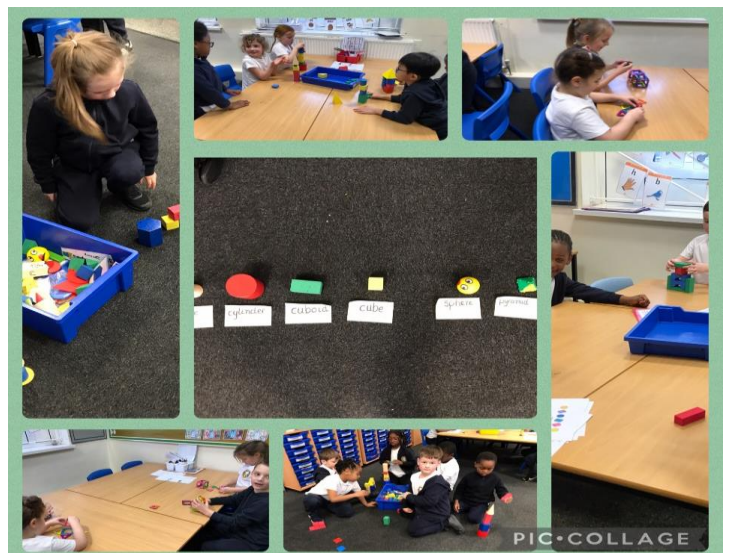 cylinder
cuboid
cube
sphere
pyramid
h
b
PIC•COLLAGE